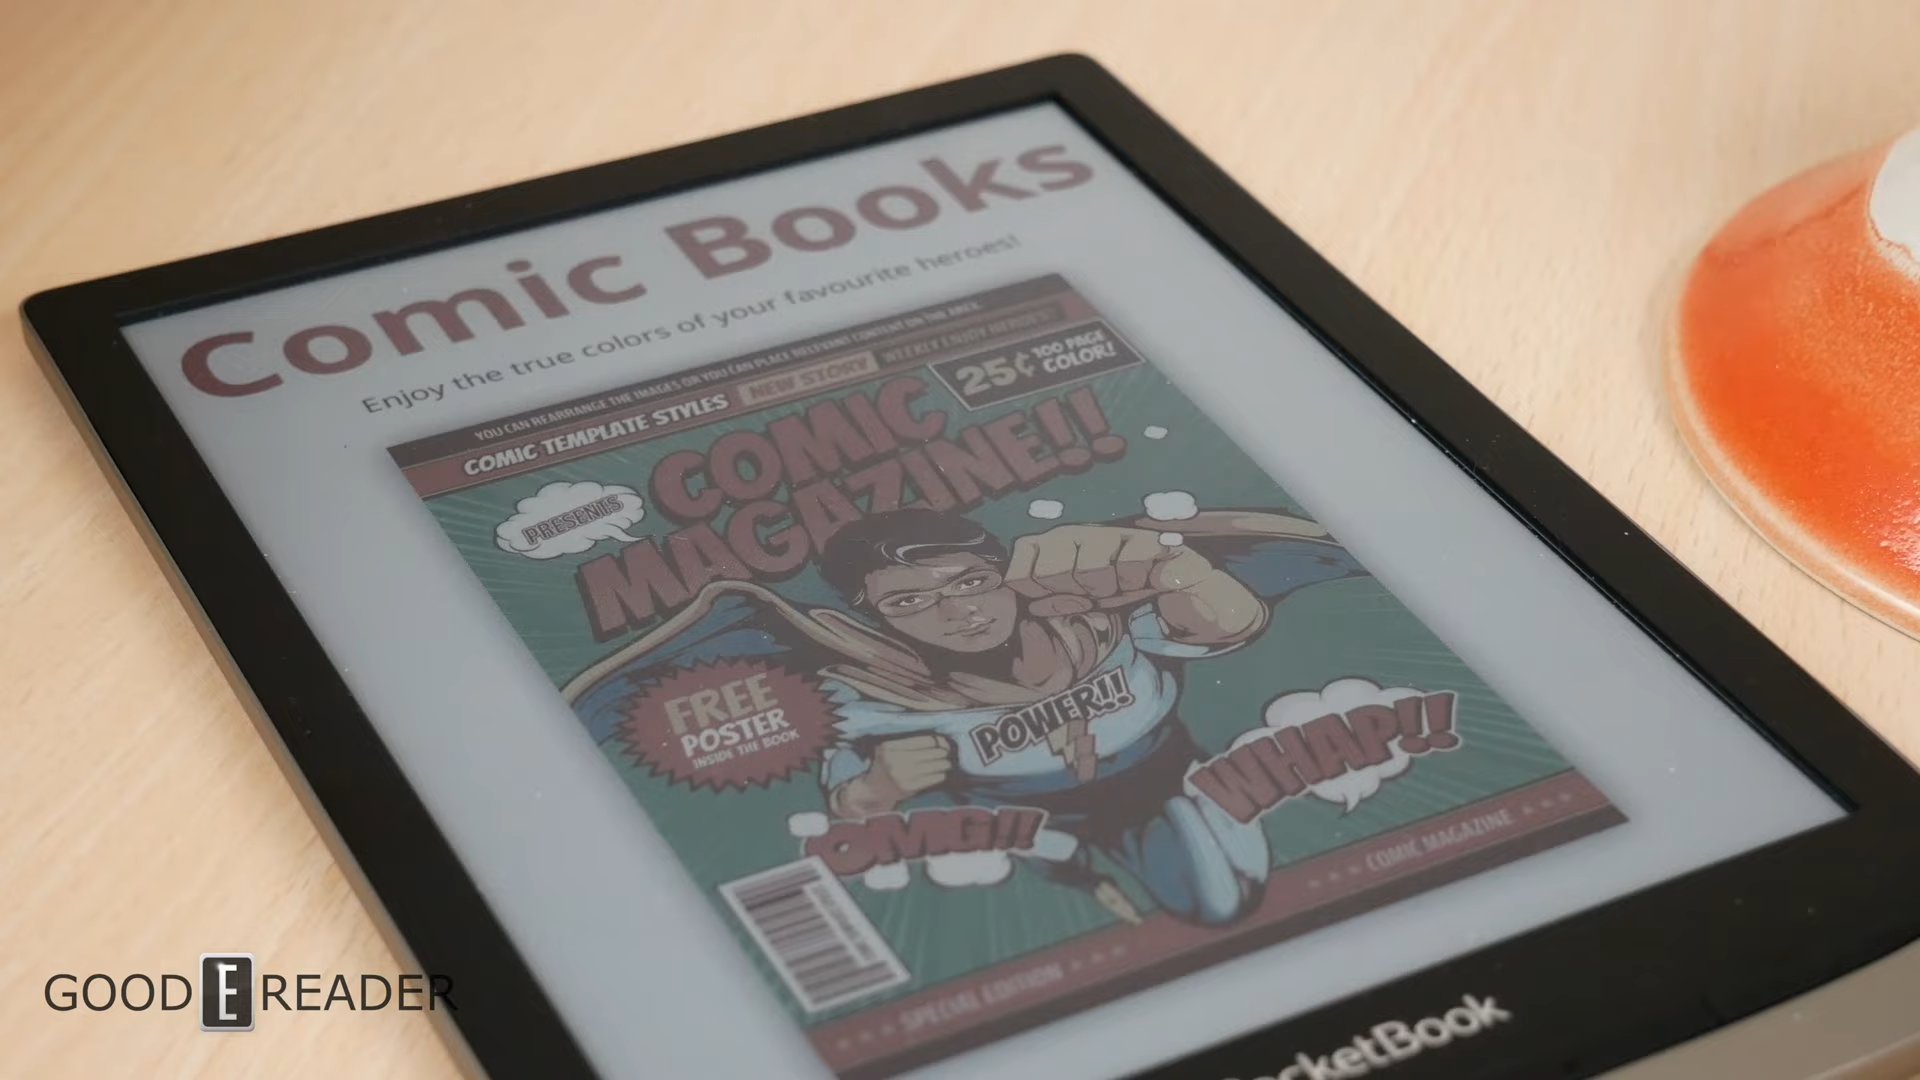 Comic Books
Enjoy the true colors of your favourite heroes!
YOU CAN REARRANGE THE IMAGES OR YOU CAN PLACE RELEVANT CONTENT ON THE AREA.
COMIC TEMPLATE STYLES NEW STORY WEEKLY ENJOY HEROES!
25¢ 100 PAGE
COLOR!
PRESENTS
COMIC
MAGAZINE!!
FREE
POSTER
INSIDE THE BOOK
POWER!!
WHAP!!
OMG!!!
COMIC MAGAZINE
SPECIAL EDITION
ocketBook
GOOD E READER